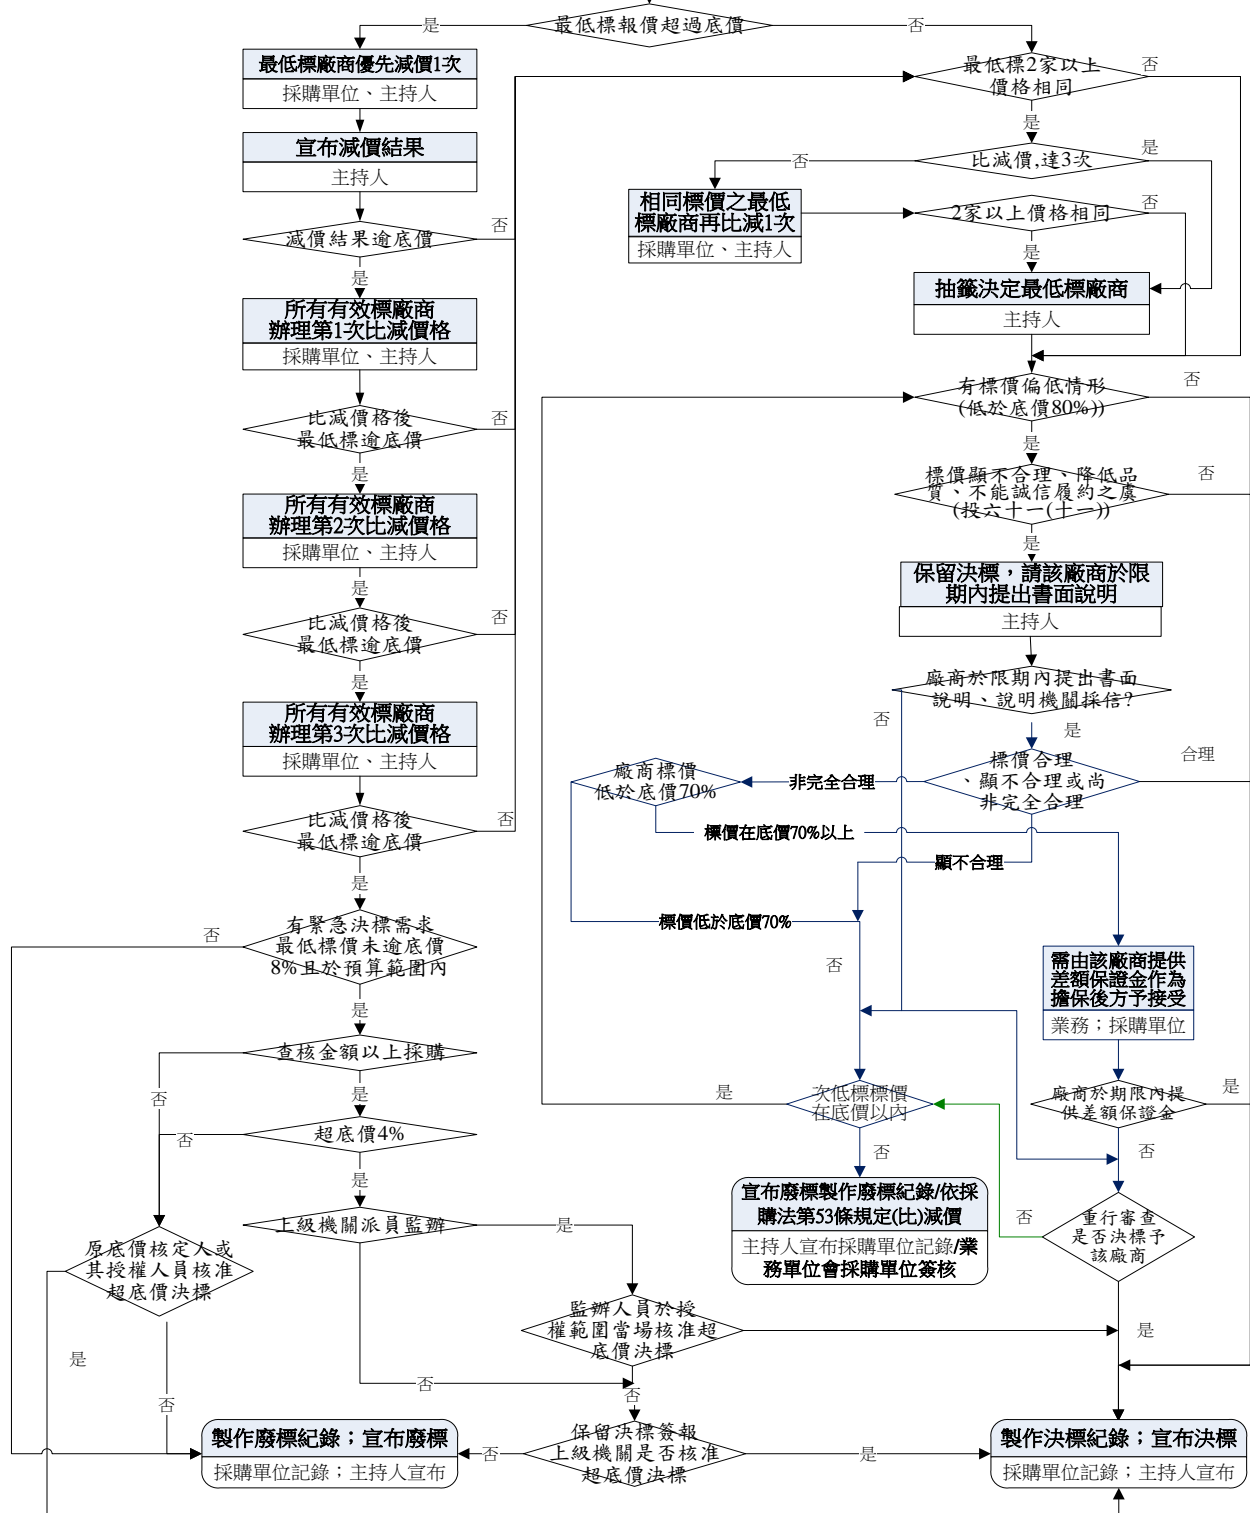 最低標報價超過底價
是
否
最低標廠商優先減價1次
採購單位、主持人
最低標2家以上
價格相同
否
是
宣布減價結果
主持人
比減價,達3次
否
是
相同標價之最低
標廠商再比減1次
採購單位、主持人
2家以上價格相同
否
是
減價結果逾底價
否
是
抽籤決定最低標廠商
主持人
所有有效標廠商
辦理第1次比減價格
採購單位、主持人
有標價偏低情形
(低於底價80%))
否
是
比減價格後
最低標逾底價
否
是
標價顯不合理、降低品
質、不能誠信履約之虞
(投六十一(十一))
否
是
所有有效標廠商
辦理第2次比減價格
採購單位、主持人
保留決標，請該廠商於限
期內提出書面說明
主持人
比減價格後
最低標逾底價
否
是
廠商於限期內提出書面
說明、說明機關採信?
否
是
所有有效標廠商
辦理第3次比減價格
採購單位、主持人
標價合理
、顯不合理或尚
非完全合理
合理
非完全合理
廠商標價
低於底價70%
標價在底價70%以上
顯不合理
標價低於底價70%
比減價格後
最低標逾底價
否
是
有緊急決標需求
最低標價未逾底價
8%且於預算範圍內
否
是
需由該廠商提供
差額保證金作為
擔保後方予接受
業務；採購單位
否
查核金額以上採購
否
是
次低標標價
在底價以內
是
否
廠商於期限內提
供差額保證金
是
否
超底價4%
否
是
宣布廢標製作廢標紀錄/依採
購法第53條規定(比)減價
主持人宣布採購單位記錄/業
務單位會採購單位簽核
重行審查
是否決標予
該廠商
否
是
上級機關派員監辦
是
否
原底價核定人或
其授權人員核准
超底價決標
是
否
監辦人員於授
權範圍當場核准超
底價決標
否
保留決標簽報
上級機關是否核准
超底價決標
否
是
製作廢標紀錄；宣布廢標
採購單位記錄；主持人宣布
製作決標紀錄；宣布決標
採購單位記錄；主持人宣布